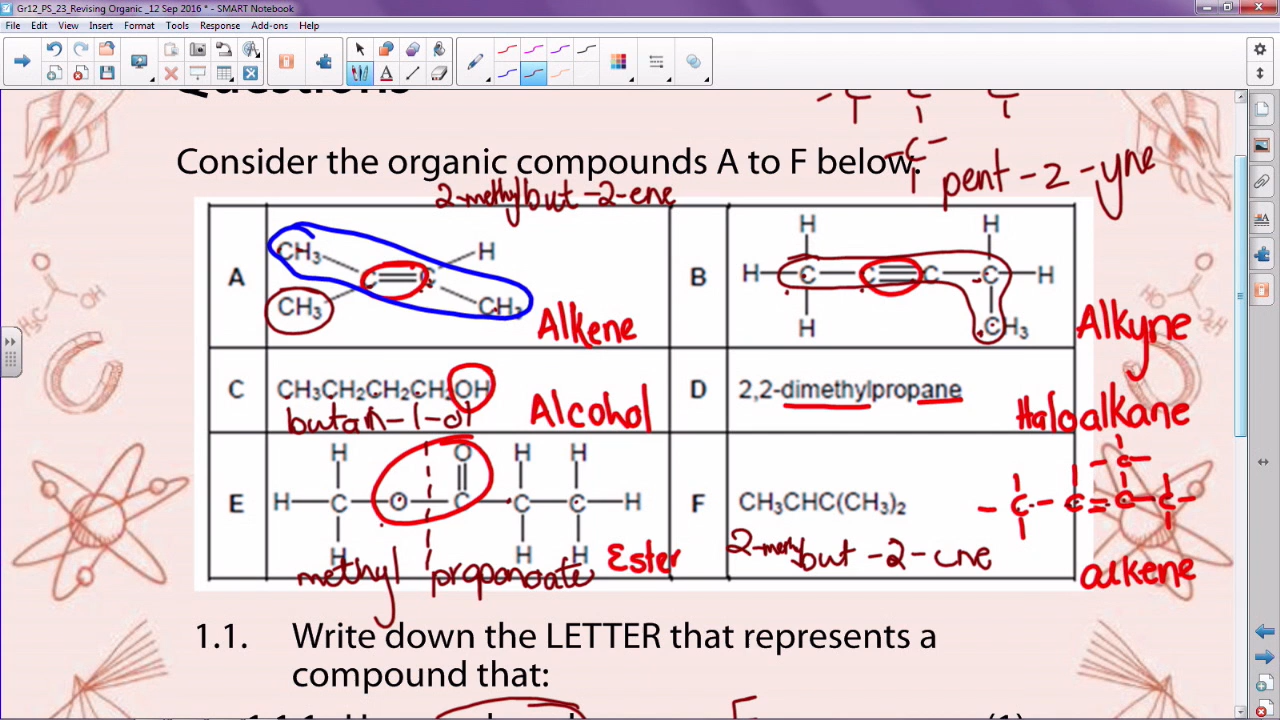 Gr12_PS_23_Revising Organic _12 Sep 2016 * - SMART Notebook
File Edit View Insert Format Tools Response Add-ons Help
Questions
Consider the organic compounds A to F below.
pent-2-yne
2-methylbut-2-ene
A
CH₃ H
C=C
CH₃ CH₃
Alkene
B
H H
H—C—C≡C—C—H
H CH₃
Alkyne
C
CH₃CH₂CH₂CH₂OH
butan-1-ol
Alcohol
D
2,2-dimethylpropane
Haloalkane
E
H O H H
H—C—O—C—C—C—H
H H H
methyl propanoate
Ester
F
CH₃CHC(CH₃)₂
2-methylbut-2-ene
C
C C=C C
alkene
1.1. Write down the LETTER that represents a
compound that: